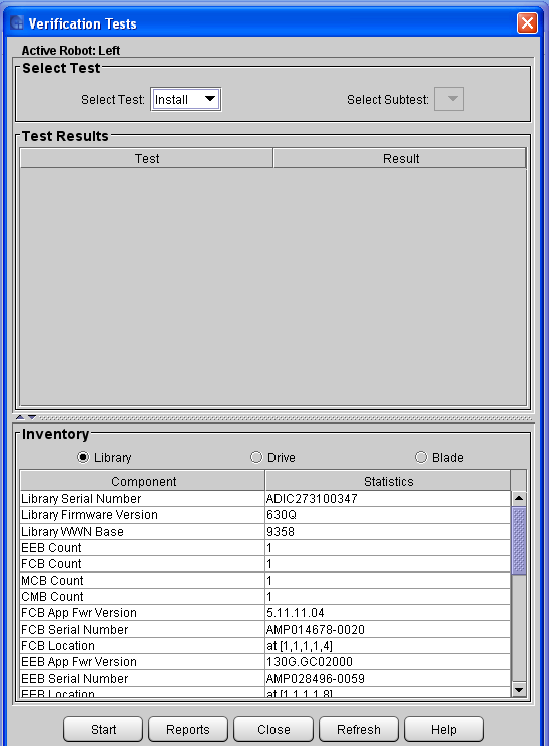 Verification Tests
Active Robot: Left
Select Test
Select Test: Install Select Subtest:
Test Results
Test Result
Inventory
Library Drive Blade
Component Statistics
Library Serial Number ADIC273100347
Library Firmware Version 630Q
Library WWN Base 9358
EEB Count 1
FCB Count 1
MCB Count 1
CMB Count 1
FCB App Fwr Version 5.11.11.04
FCB Serial Number AMP014678-0020
FCB Location at [1,1,1,1,4]
EEB App Fwr Version 130G.GC02000
EEB Serial Number AMP028496-0059
EEB Location at [1,1,1,1,8]
Start Reports Close Refresh Help